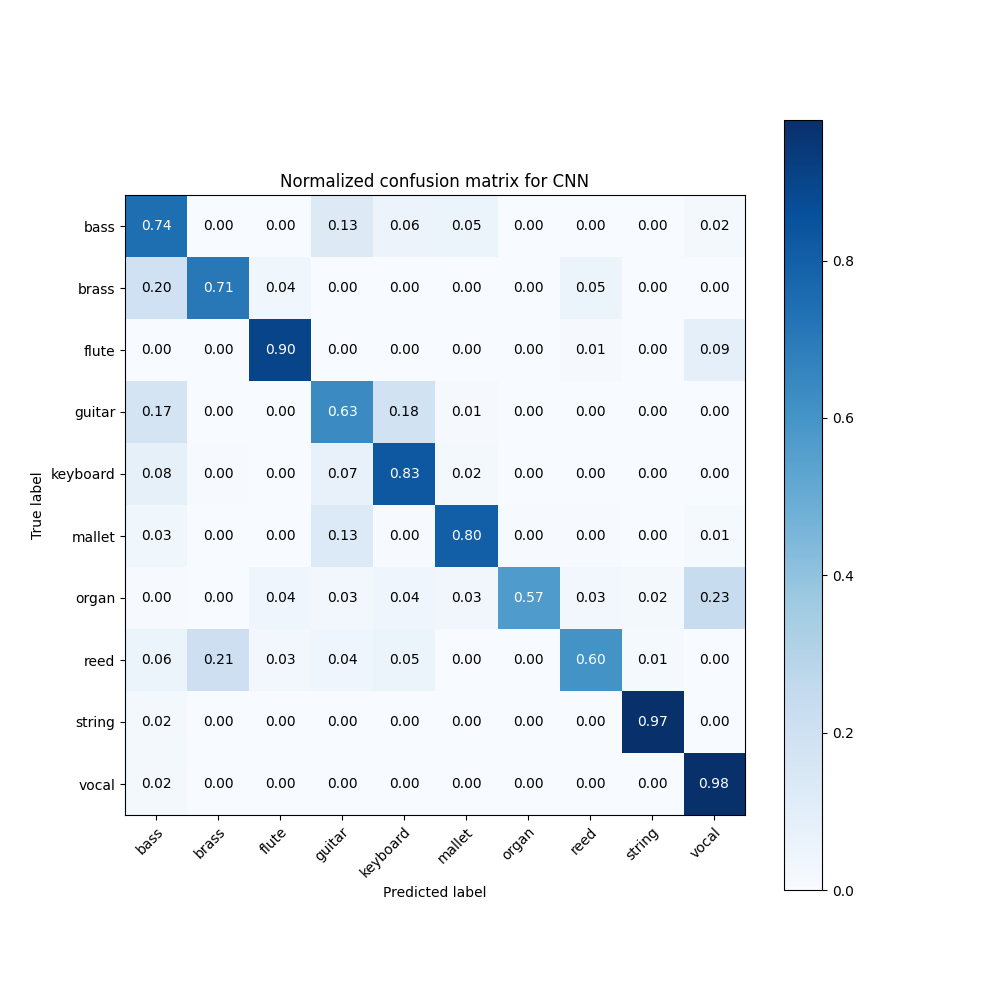 Normalized confusion matrix for CNN
True label
bass 0.74 0.00 0.00 0.13 0.06 0.05 0.00 0.00 0.00 0.02
brass 0.20 0.71 0.04 0.00 0.00 0.00 0.00 0.05 0.00 0.00
flute 0.00 0.00 0.90 0.00 0.00 0.00 0.00 0.01 0.00 0.09
guitar 0.17 0.00 0.00 0.63 0.18 0.01 0.00 0.00 0.00 0.00
keyboard 0.08 0.00 0.00 0.07 0.83 0.02 0.00 0.00 0.00 0.00
mallet 0.03 0.00 0.00 0.13 0.00 0.80 0.00 0.00 0.00 0.01
organ 0.00 0.00 0.04 0.03 0.04 0.03 0.57 0.03 0.02 0.23
reed 0.06 0.21 0.03 0.04 0.05 0.00 0.00 0.60 0.01 0.00
string 0.02 0.00 0.00 0.00 0.00 0.00 0.00 0.00 0.97 0.00
vocal 0.02 0.00 0.00 0.00 0.00 0.00 0.00 0.00 0.00 0.98
bass brass flute guitar keyboard mallet organ reed string vocal
Predicted label
0.8
0.6
0.4
0.2
0.0